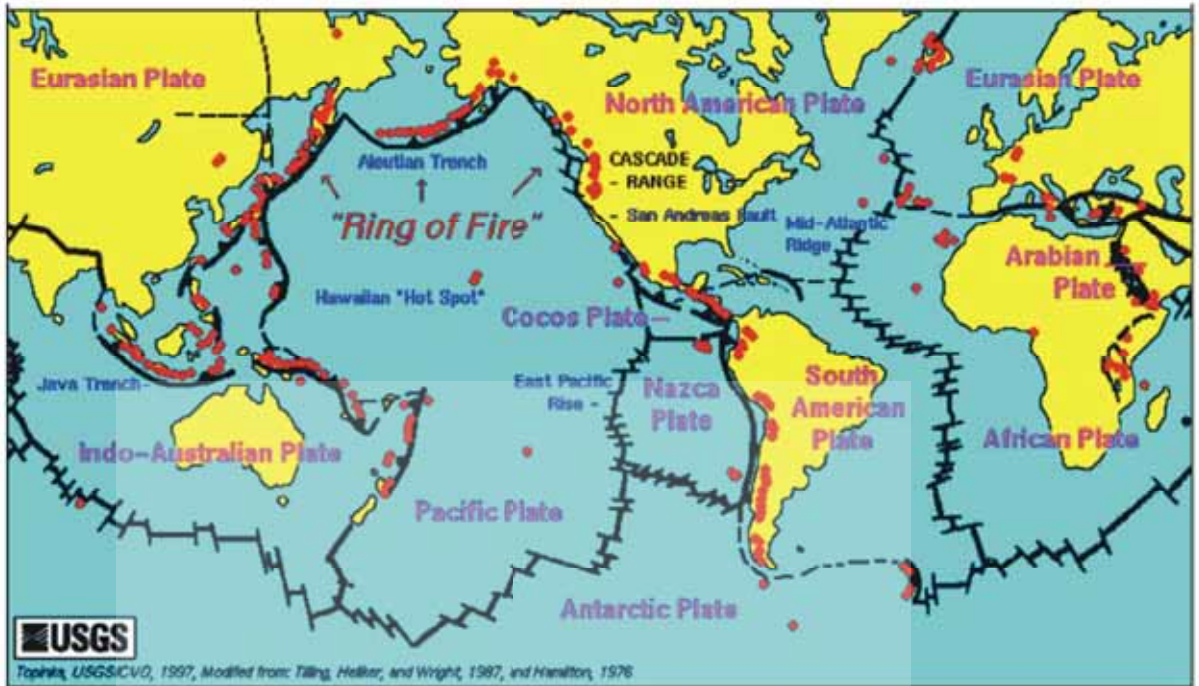 Eurasian Plate
Eurasian Plate
North American Plate
Aleutian Trench
CASCADE
- RANGE
"Ring of Fire"
- San Andreas Fault
Mid-Atlantic
Ridge
Arabian
Plate
Hawaiian "Hot Spot"
Cocos Plate
Java Trench
East Pacific
Rise -
Nazca
Plate
South
American
Plate
Indo-Australian Plate
African Plate
Pacific Plate
Antarctic Plate
USGS
Topinka, USGS/CVO, 1997, Modified from: Tilling, Heliker, and Wright, 1987, and Hamilton, 1976